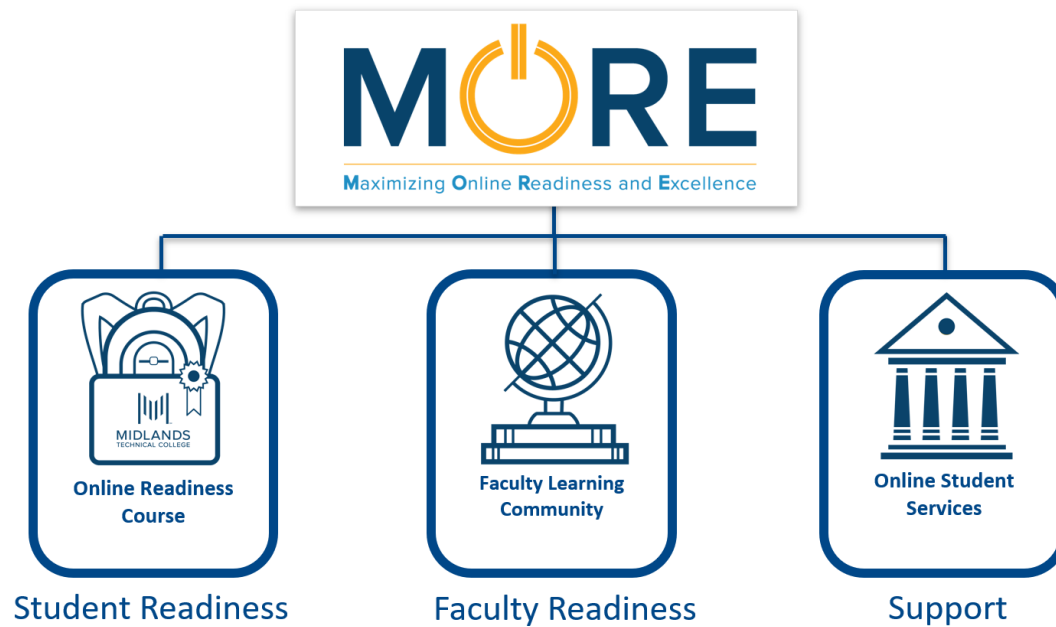 MORE
Maximizing Online Readiness and Excellence
MIDLANDS
TECHNICAL COLLEGE
Online Readiness
Course
Faculty Learning
Community
Online Student
Services
Student Readiness
Faculty Readiness
Support